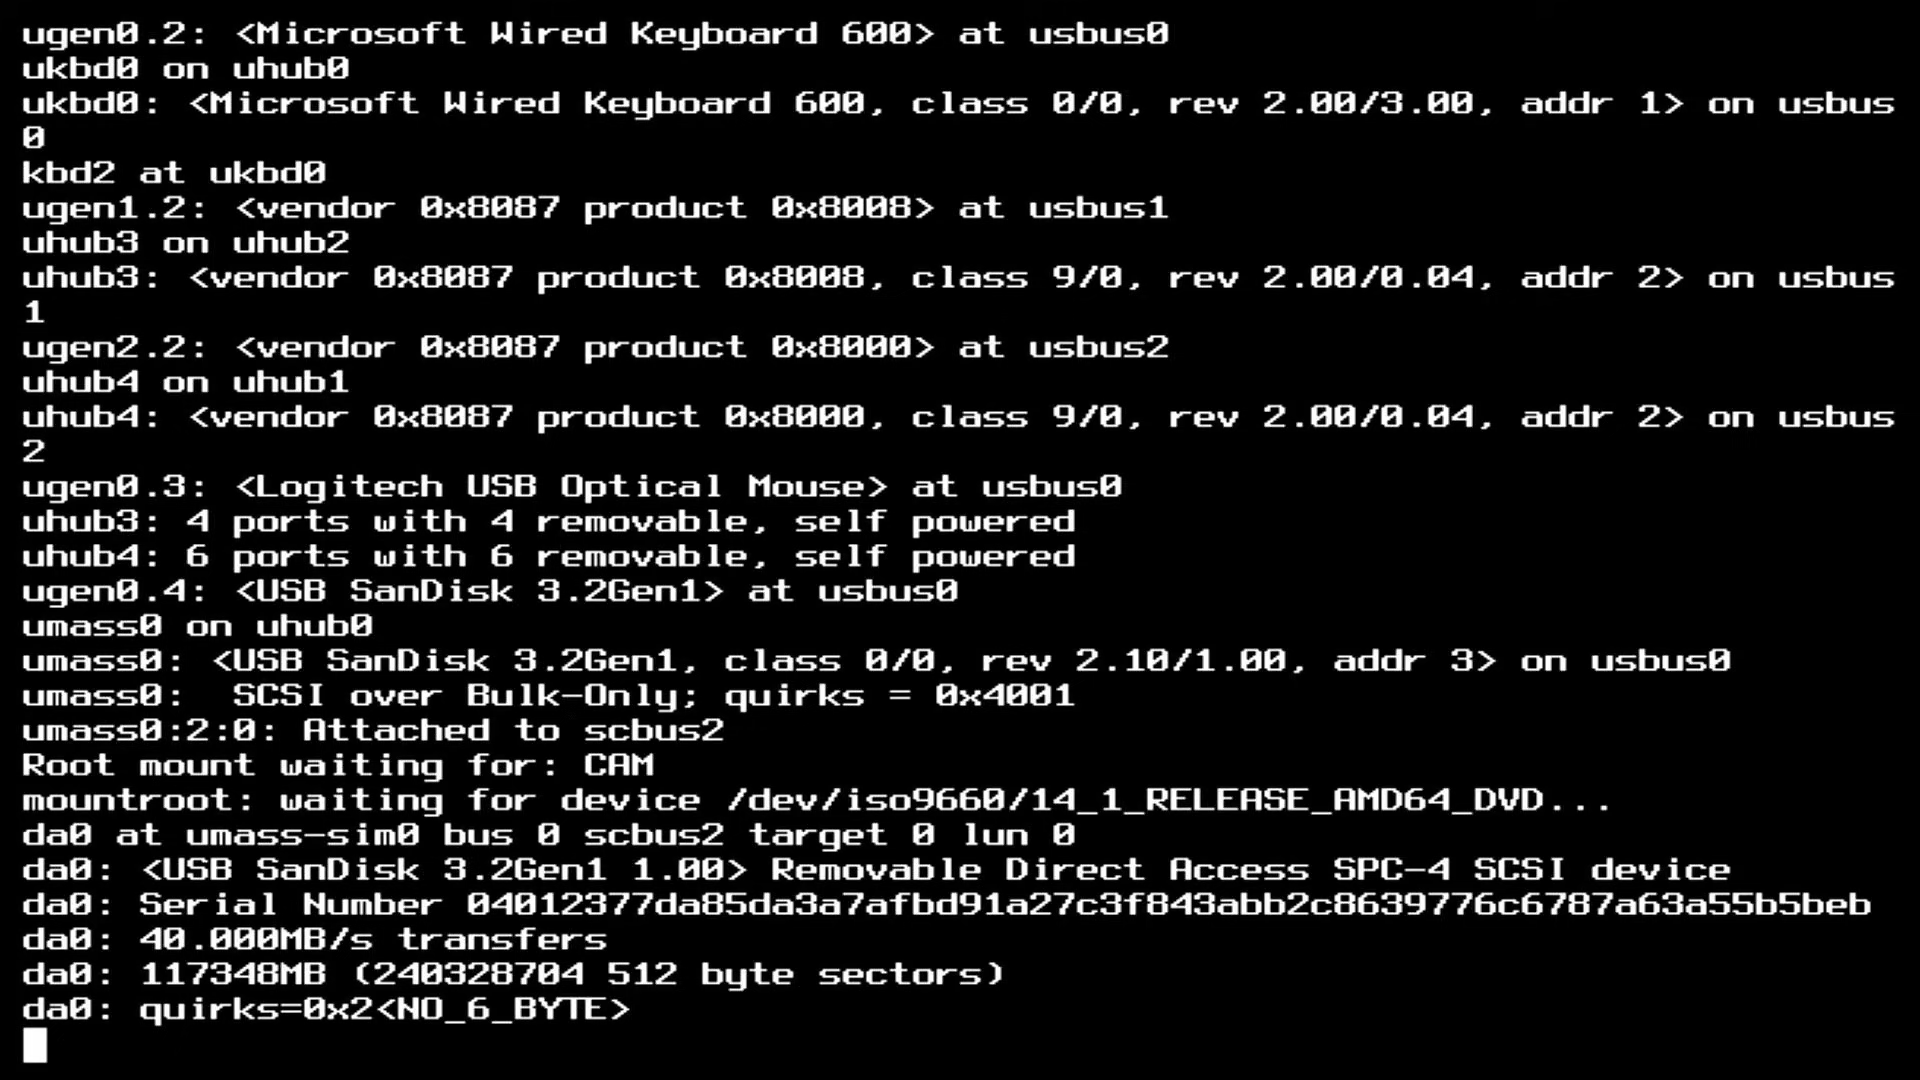 ugen0.2: <Microsoft Wired Keyboard 600> at usbus0
ukbd0 on uhub0
ukbd0: <Microsoft Wired Keyboard 600, class 0/0, rev 2.00/3.00, addr 1> on usbus
0
kbd2 at ukbd0
ugen1.2: <vendor 0x8087 product 0x8008> at usbus1
uhub3 on uhub2
uhub3: <vendor 0x8087 product 0x8008, class 9/0, rev 2.00/0.04, addr 2> on usbus
1
ugen2.2: <vendor 0x8087 product 0x8000> at usbus2
uhub4 on uhub1
uhub4: <vendor 0x8087 product 0x8000, class 9/0, rev 2.00/0.04, addr 2> on usbus
2
ugen0.3: <Logitech USB Optical Mouse> at usbus0
uhub3: 4 ports with 4 removable, self powered
uhub4: 6 ports with 6 removable, self powered
ugen0.4: <USB SanDisk 3.2Gen1> at usbus0
umass0 on uhub0
umass0: <USB SanDisk 3.2Gen1, class 0/0, rev 2.10/1.00, addr 3> on usbus0
umass0:  SCSI over Bulk-Only; quirks = 0x4001
umass0:2:0: Attached to scbus2
Root mount waiting for: CAM
mountroot: waiting for device /dev/iso9660/14_1_RELEASE_AMD64_DVD...
da0 at umass-sim0 bus 0 scbus2 target 0 lun 0
da0: <USB SanDisk 3.2Gen1 1.00> Removable Direct Access SPC-4 SCSI device
da0: Serial Number 04012377da85da3a7afbd91a27c3f843abb2c8639776c6787a63a55b5beb
da0: 40.000MB/s transfers
da0: 117348MB (240328704 512 byte sectors)
da0: quirks=0x2<NO_6_BYTE>